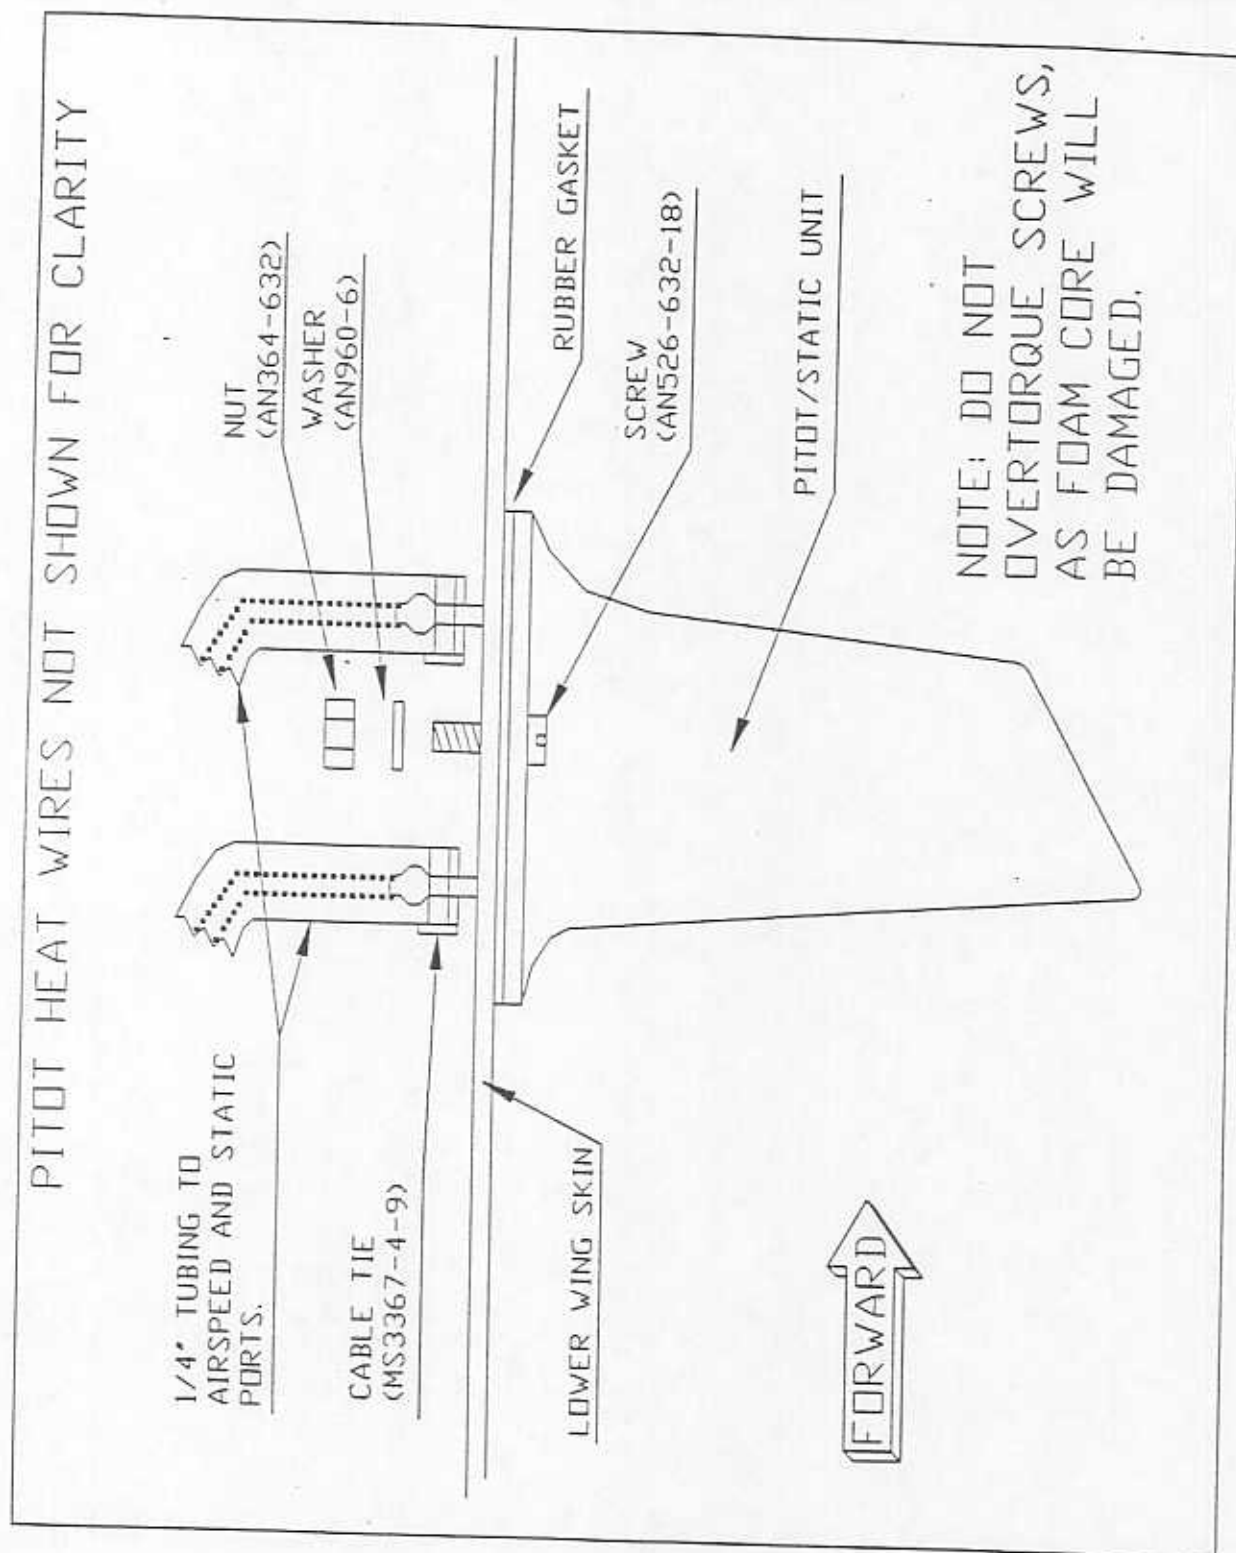 PITOT HEAT WIRES NOT SHOWN FOR CLARITY
1/4" TUBING TO
AIRSPEED AND STATIC
PORTS.
NUT
(AN364-632)
WASHER
(AN960-6)
CABLE TIE
(MS3367-4-9)
RUBBER GASKET
LOWER WING SKIN
SCREW
(AN526-632-18)
PITOT/STATIC UNIT
FORWARD
NOTE: DO NOT
OVERTORQUE SCREWS,
AS FOAM CORE WILL
BE DAMAGED.